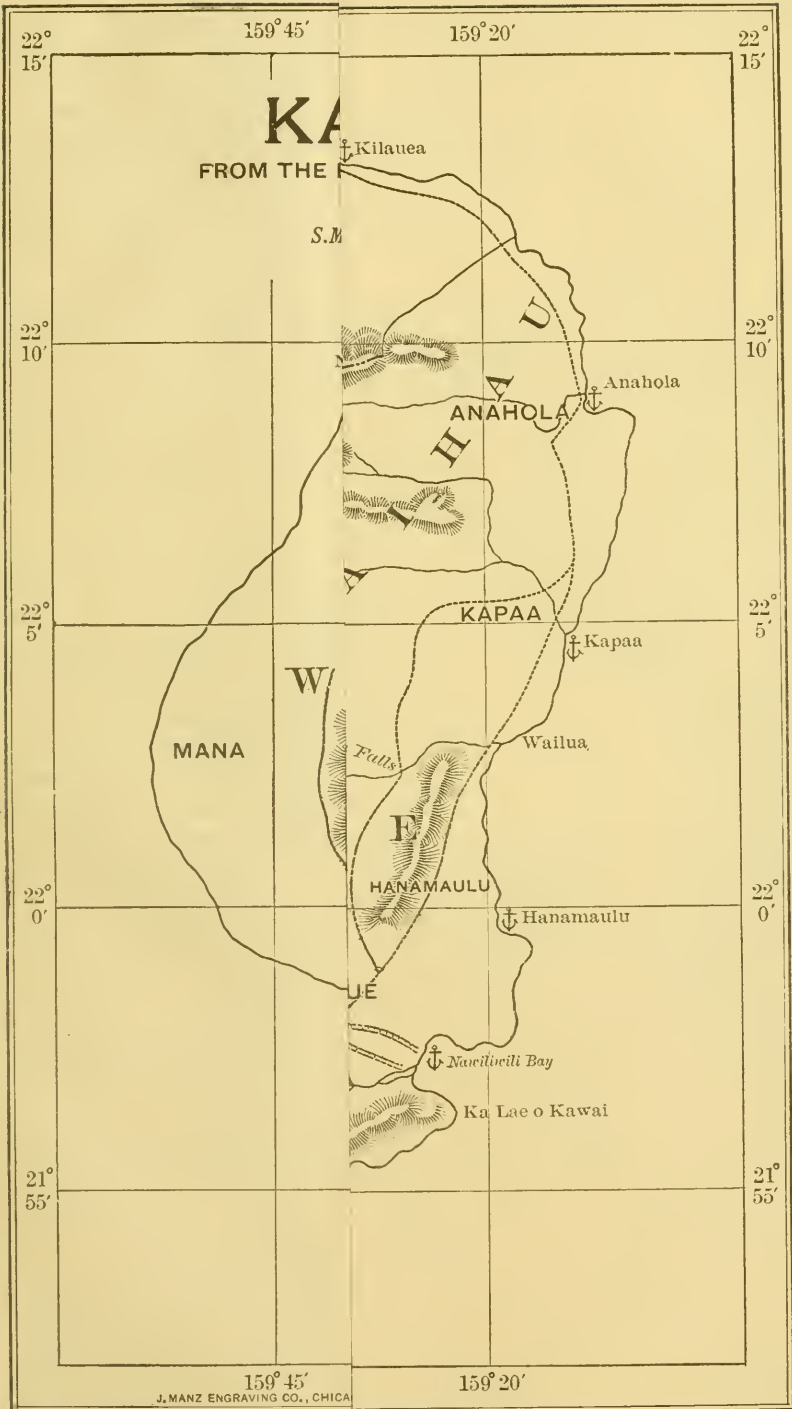 159° 45′ 159° 20′
22° 15′ 22° 15′
KA
Kilauea
FROM THE
S.M
U
22° 10′ 22° 10′
A
Anahola
ANAHOLA
H
I
A
22° 5′ KAPAA 22° 5′
Kapaa
W
MANA Falls Wailua
E
HANAMAULU
22° 0′ Hanamaulu 22° 0′
UE
Nawiliwili Bay
Ka Lae o Kawai
21° 55′ 21° 55′
159° 45′ 159° 20′
J. MANZ ENGRAVING CO., CHICA